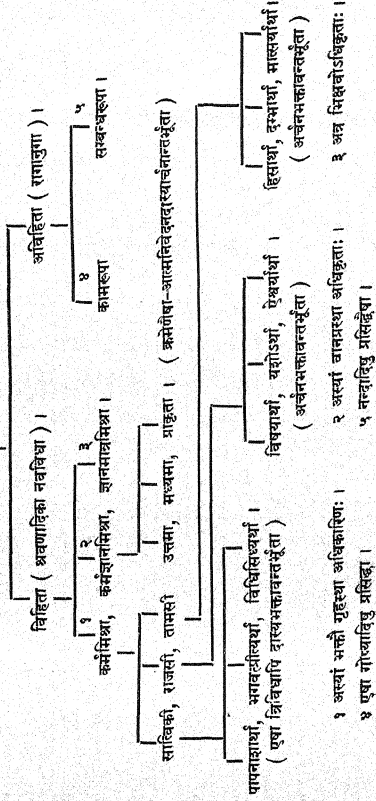 विहिता ( श्रवणादिका नवविधा ) । अविहिता ( रागानुगा ) ।
१ २ ३ ४ ५
कर्ममिश्रा, कर्मज्ञानमिश्रा, ज्ञानमात्रमिश्रा । कामरूपा सम्बन्धरूपा ।
सात्त्विकी, राजसी, तामसी उत्तमा, मध्यमा, प्राकृता । ( क्रमेणैषा-आत्मनिवेदनदास्यार्चनान्तर्भूता )
पापनाशार्था, भगवत्प्रीत्यर्था, विधिसिध्यर्था । विषयार्था, यशोऽर्था, ऐश्वर्यार्था । हिंसार्था, दम्भार्था, मात्सर्यार्था ।
( एषा त्रिविधापि दास्यभक्तावन्तर्भूता ) ( अर्चनभक्तावन्तर्भूता ) ( अर्चनभक्तावन्तर्भूता )
१ अस्यां भक्तौ गृहस्था अधिकारिणः । २ अस्यां वानप्रस्था अधिकृताः । ३ अत्र भिक्षवोऽधिकृताः ।
४ एषा गोप्यादिषु प्रसिद्धा । ५ नन्दादिषु प्रसिद्धैषा ।